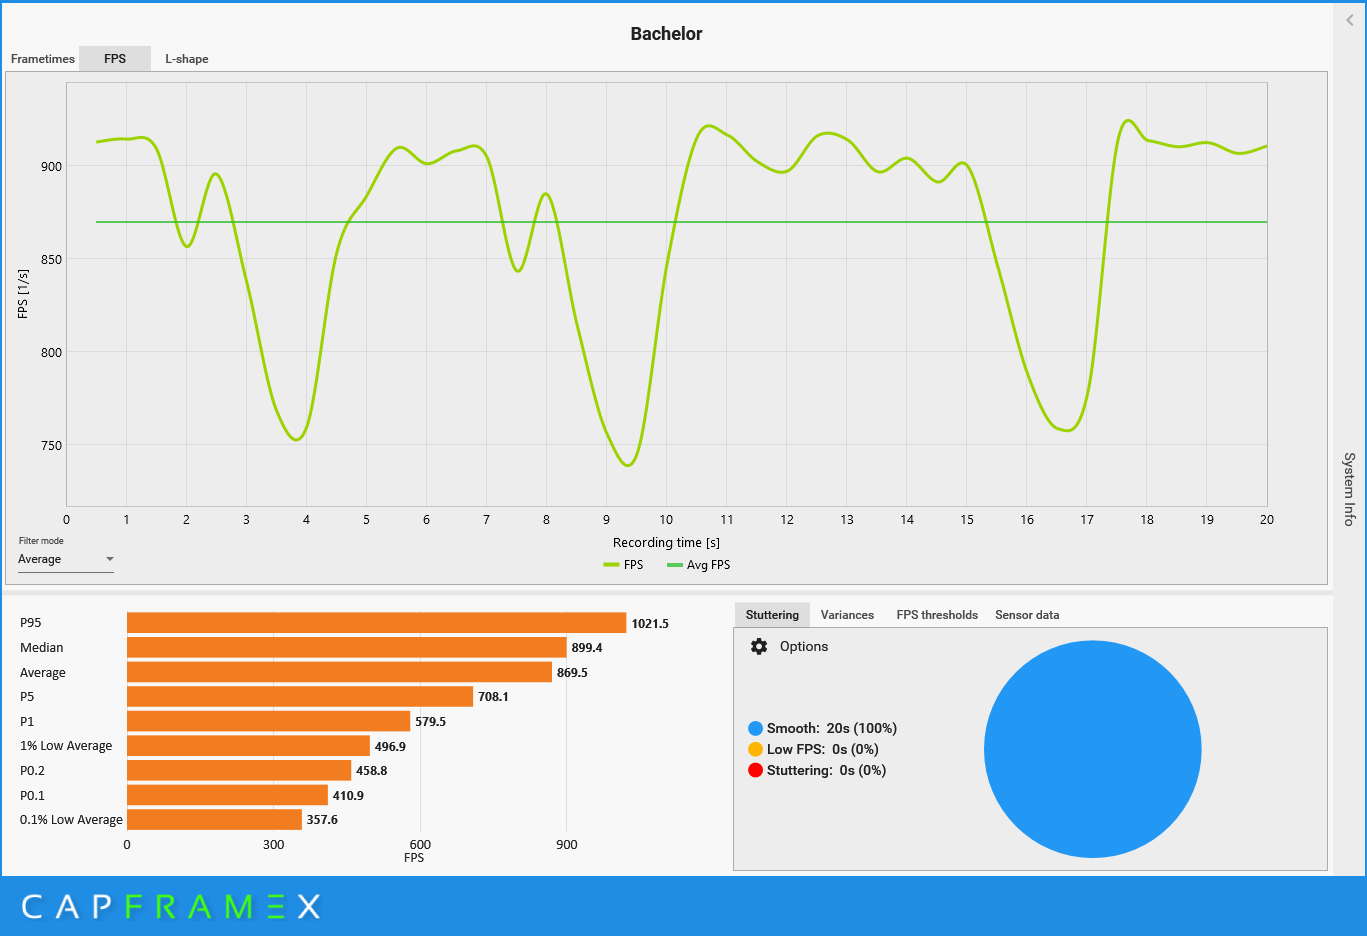 Bachelor
Frametimes FPS L-shape
FPS [1/s]
900
850
800
750
0 1 2 3 4 5 6 7 8 9 10 11 12 13 14 15 16 17 18 19 20
Recording time [s]
FPS Avg FPS
Filter mode
Average
System Info
P95 1021.5
Median 899.4
Average 869.5
P5 708.1
P1 579.5
1% Low Average 496.9
P0.2 458.8
P0.1 410.9
0.1% Low Average 357.6
0 300 600 900
FPS
Stuttering Variances FPS thresholds Sensor data
Options
Smooth: 20s (100%)
Low FPS: 0s (0%)
Stuttering: 0s (0%)
CAPFRAMEX